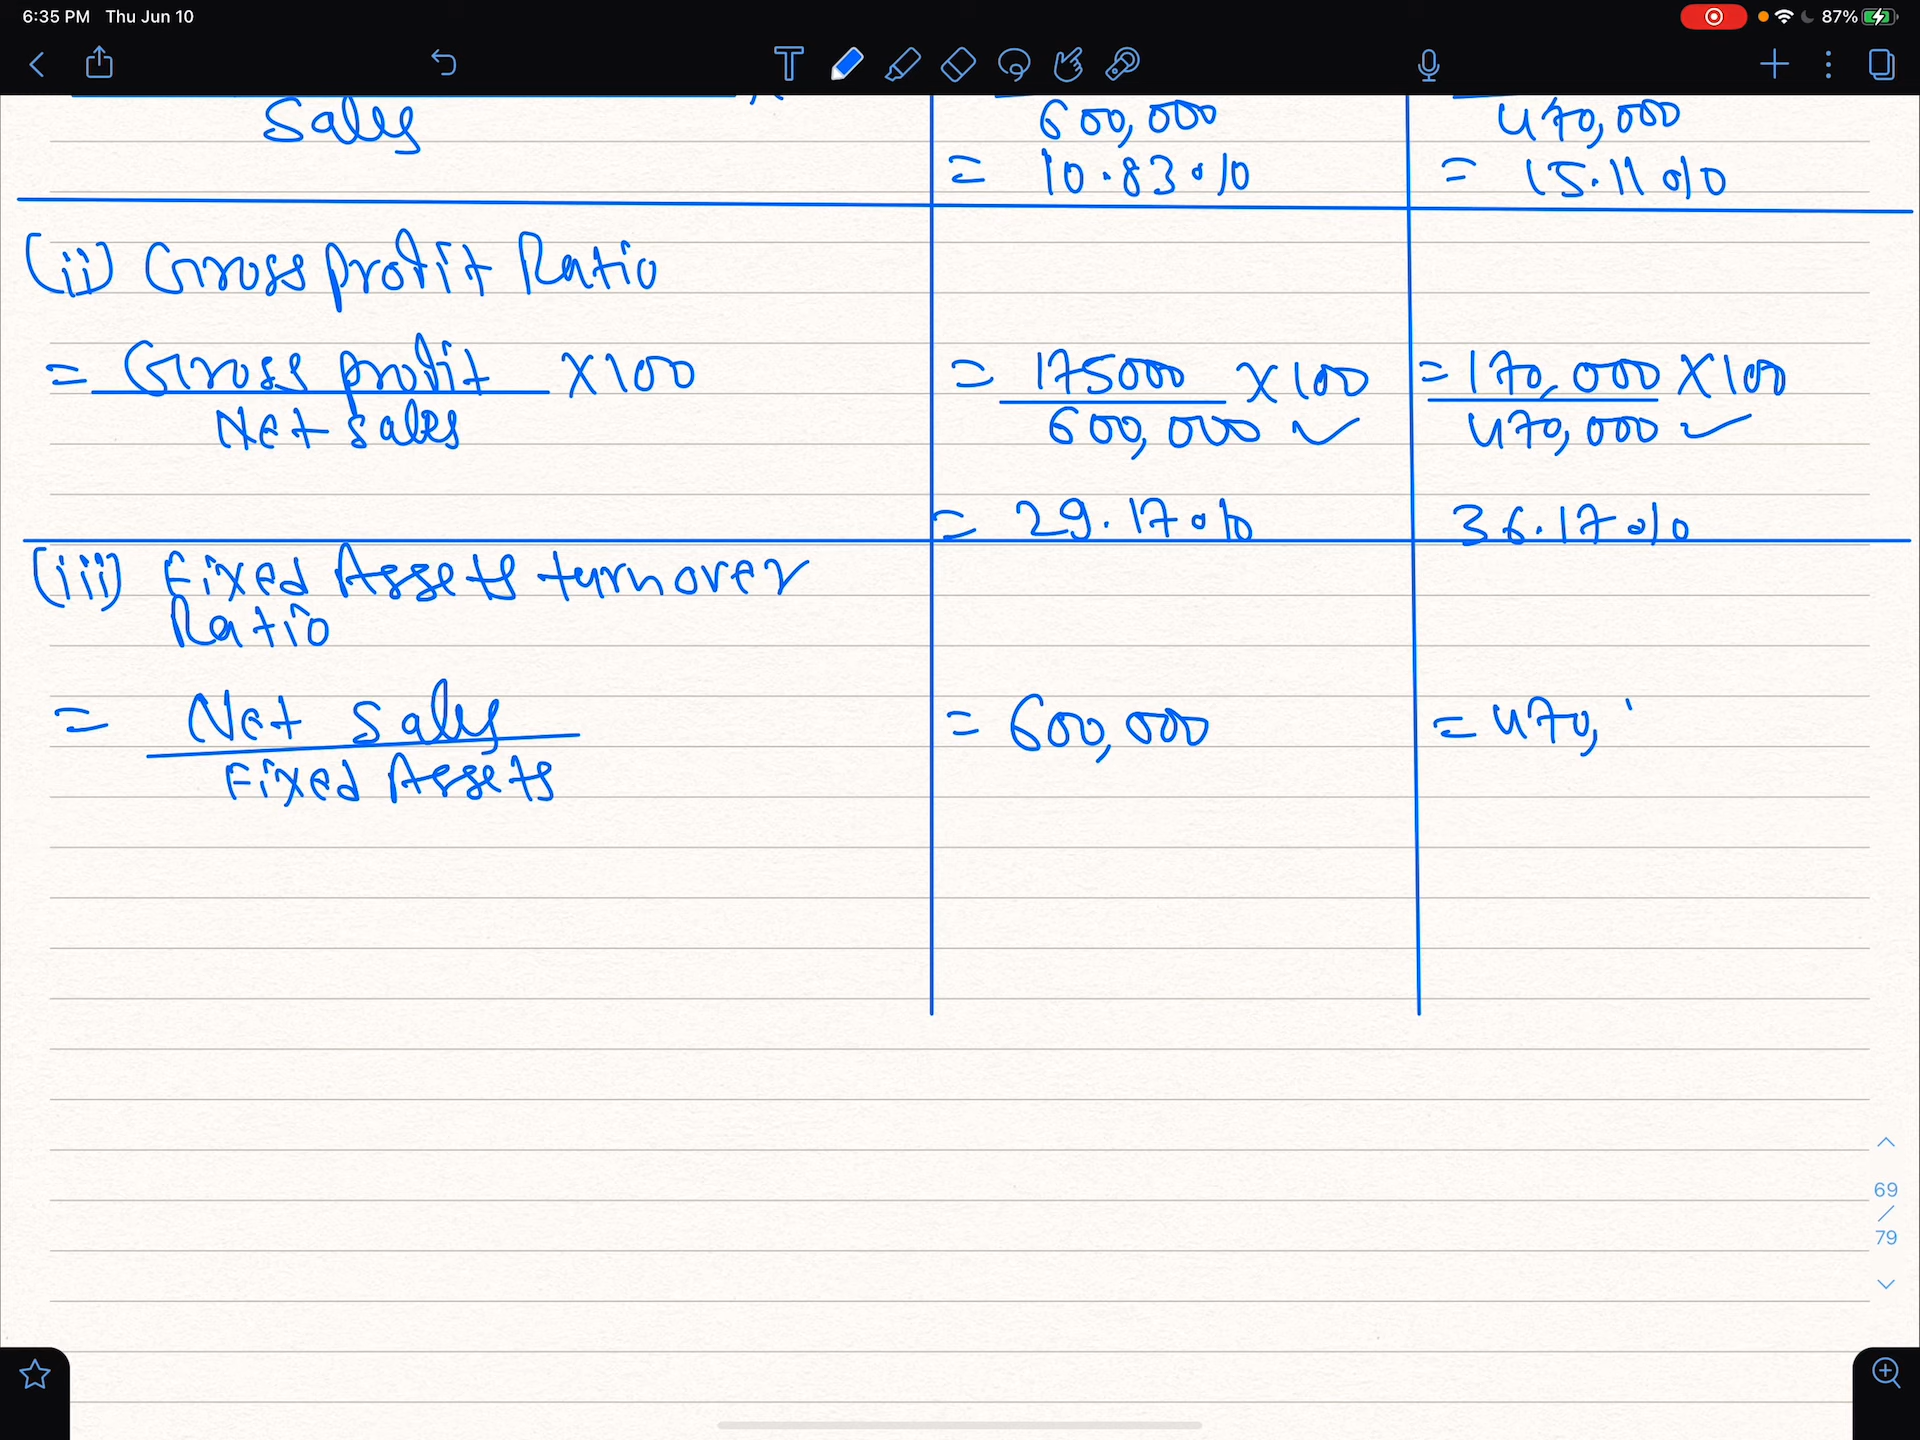 6:35 PM Thu Jun 10
87%
T
Sales 600,000 470,000
= 10.83% = 15.11%
(ii) Gross profit Ratio
= Gross profit X100 = 175000 X100 = 170,000 X100
Net sales 600,000 470,000
= 29.17% 36.17%
(iii) Fixed Assets turnover
Ratio
= Net sales = 600,000 = 470,
Fixed Assets
69
/
79